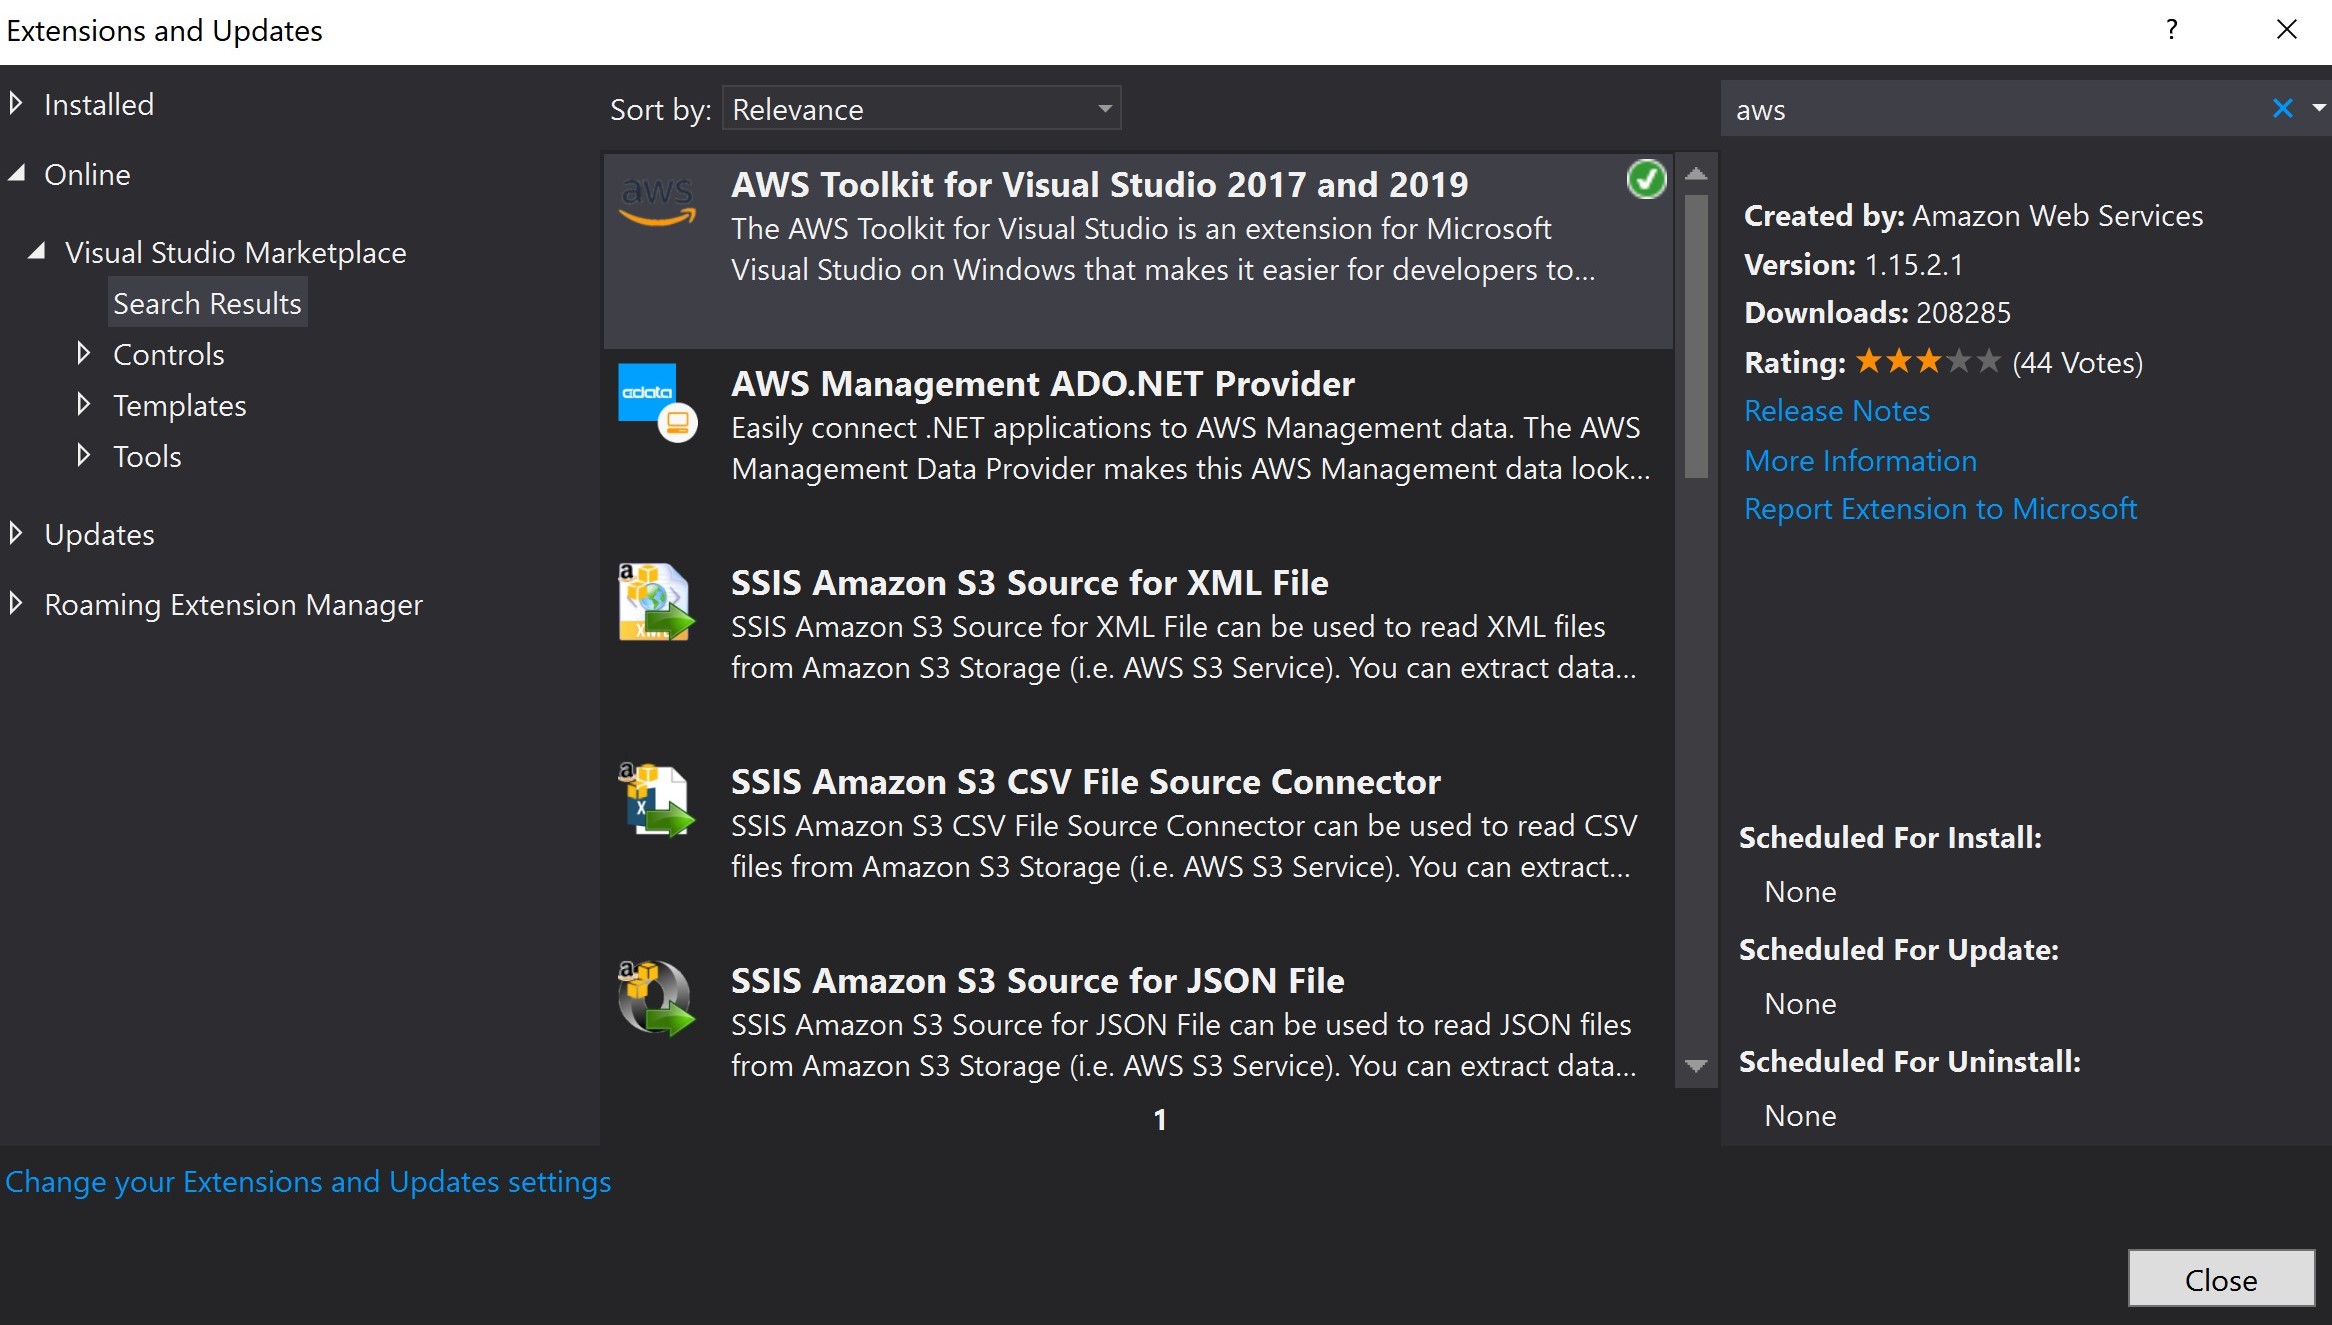 Extensions and Updates
?
Installed
Online
Visual Studio Marketplace
Search Results
Controls
Templates
Tools
Updates
Roaming Extension Manager
Change your Extensions and Updates settings
Sort by: Relevance
aws
AWS Toolkit for Visual Studio 2017 and 2019
The AWS Toolkit for Visual Studio is an extension for Microsoft
Visual Studio on Windows that makes it easier for developers to...
adata
AWS Management ADO.NET Provider
Easily connect .NET applications to AWS Management data. The AWS
Management Data Provider makes this AWS Management data look...
a
XML
SSIS Amazon S3 Source for XML File
SSIS Amazon S3 Source for XML File can be used to read XML files
from Amazon S3 Storage (i.e. AWS S3 Service). You can extract data...
a
X
SSIS Amazon S3 CSV File Source Connector
SSIS Amazon S3 CSV File Source Connector can be used to read CSV
files from Amazon S3 Storage (i.e. AWS S3 Service). You can extract...
a
SSIS Amazon S3 Source for JSON File
SSIS Amazon S3 Source for JSON File can be used to read JSON files
from Amazon S3 Storage (i.e. AWS S3 Service). You can extract data...
1
aws
Created by: Amazon Web Services
Version: 1.15.2.1
Downloads: 208285
Rating: (44 Votes)
Release Notes
More Information
Report Extension to Microsoft
Scheduled For Install:
None
Scheduled For Update:
None
Scheduled For Uninstall:
None
Close